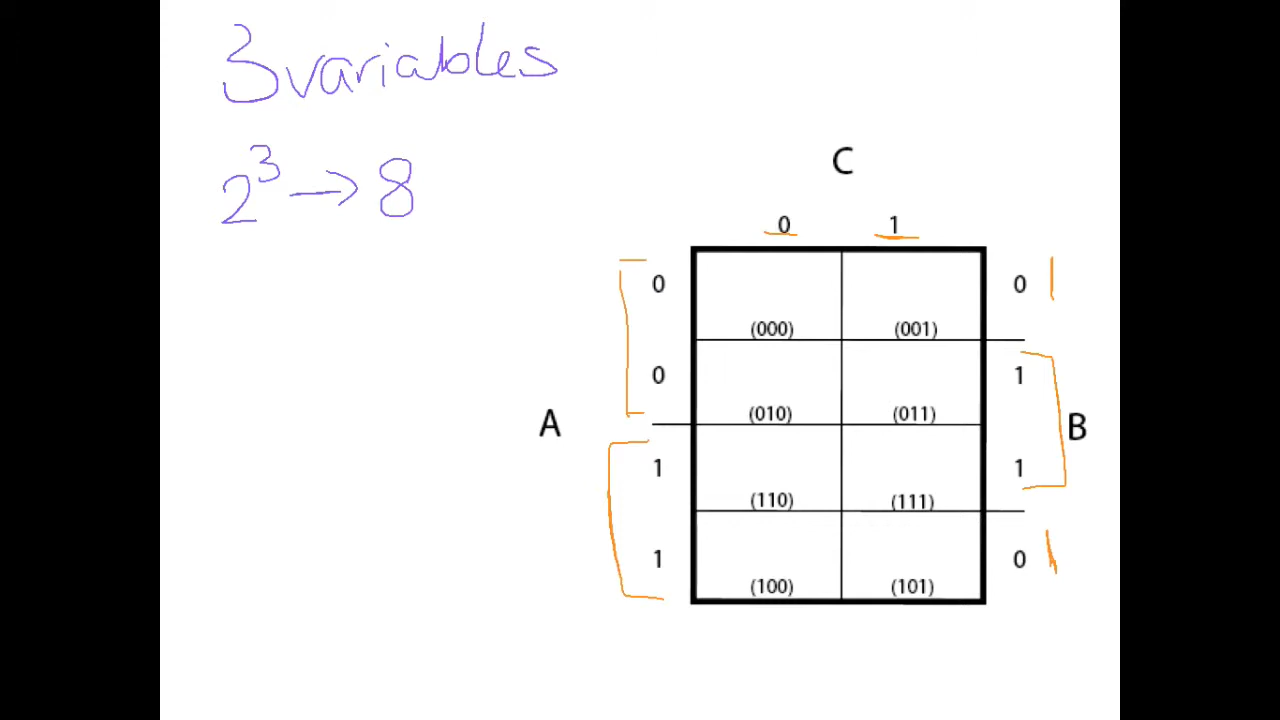 3 variables
2³ → 8
C
0 1
0 0
(000) (001)
0 1
(010) (011)
A B
1 1
(110) (111)
1 0
(100) (101)